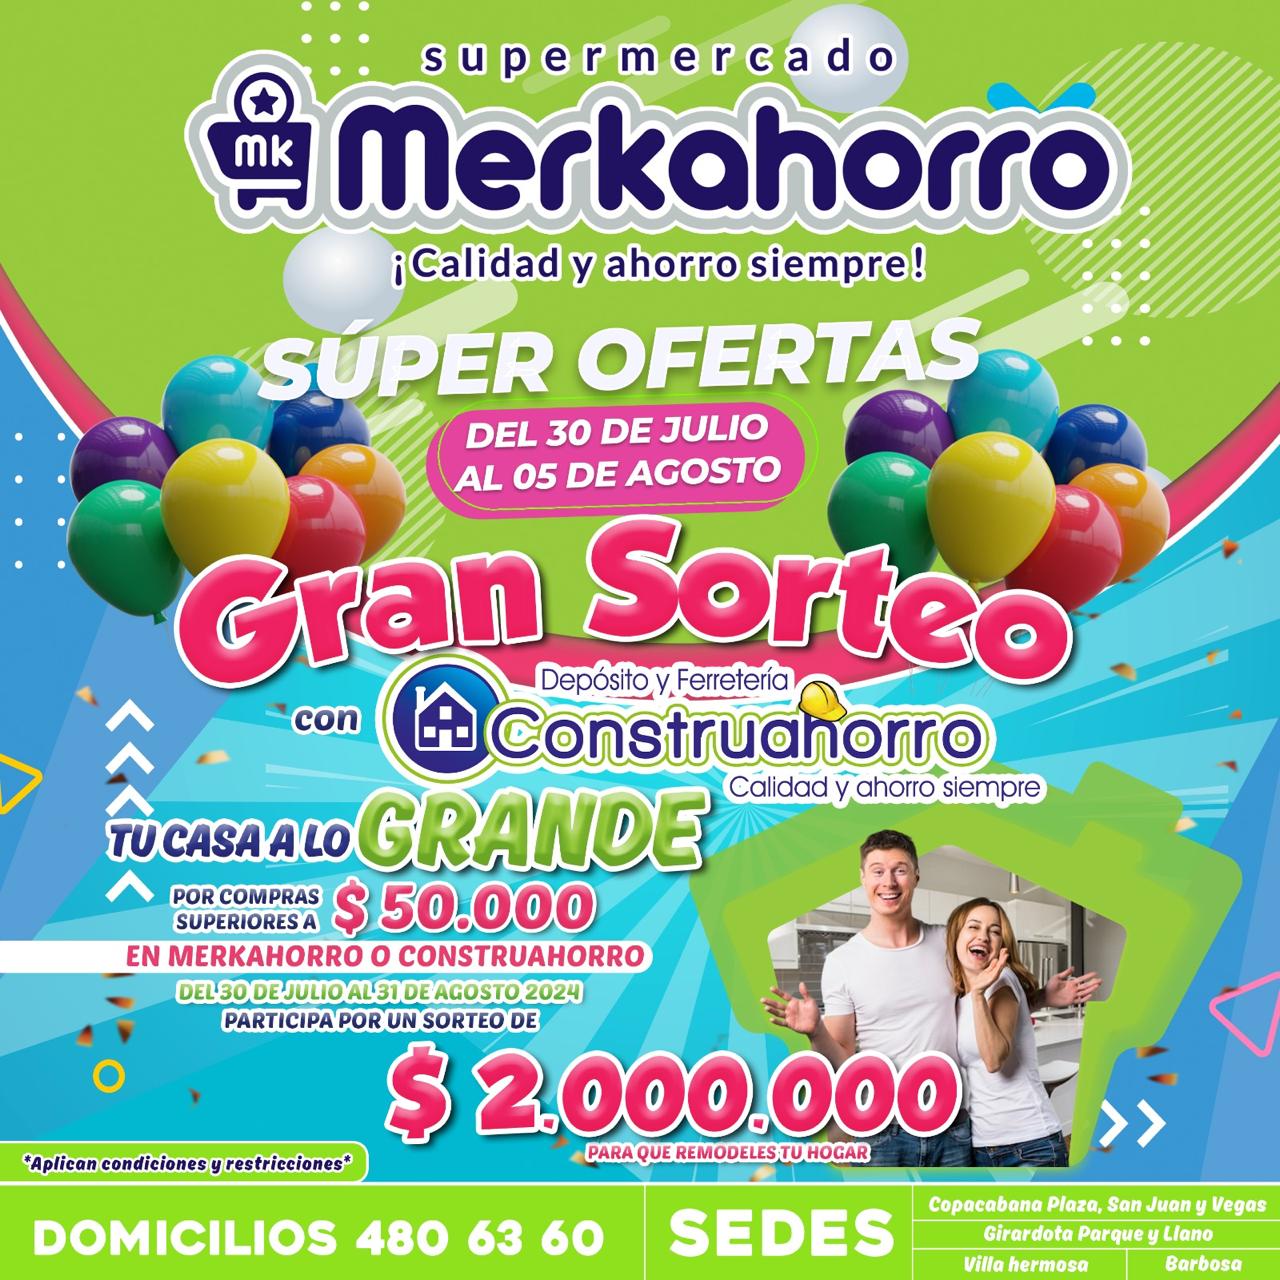 supermercado
mk Merkahorro
¡Calidad y ahorro siempre!
SÚPER OFERTAS
DEL 30 DE JULIO
AL 05 DE AGOSTO
Gran Sorteo
Depósito y Ferretería
con Construahorro
Calidad y ahorro siempre
TU CASA A LO GRANDE
POR COMPRAS
SUPERIORES A $ 50.000
EN MERKAHORRO O CONSTRUAHORRO
DEL 30 DE JULIO AL 31 DE AGOSTO 2024
PARTICIPA POR UN SORTEO DE
$ 2.000.000
PARA QUE REMODELES TU HOGAR
*Aplican condiciones y restricciones*
DOMICILIOS 480 63 60
SEDES
Copacabana Plaza, San Juan y Vegas
Girardota Parque y Llano
Villa hermosa
Barbosa